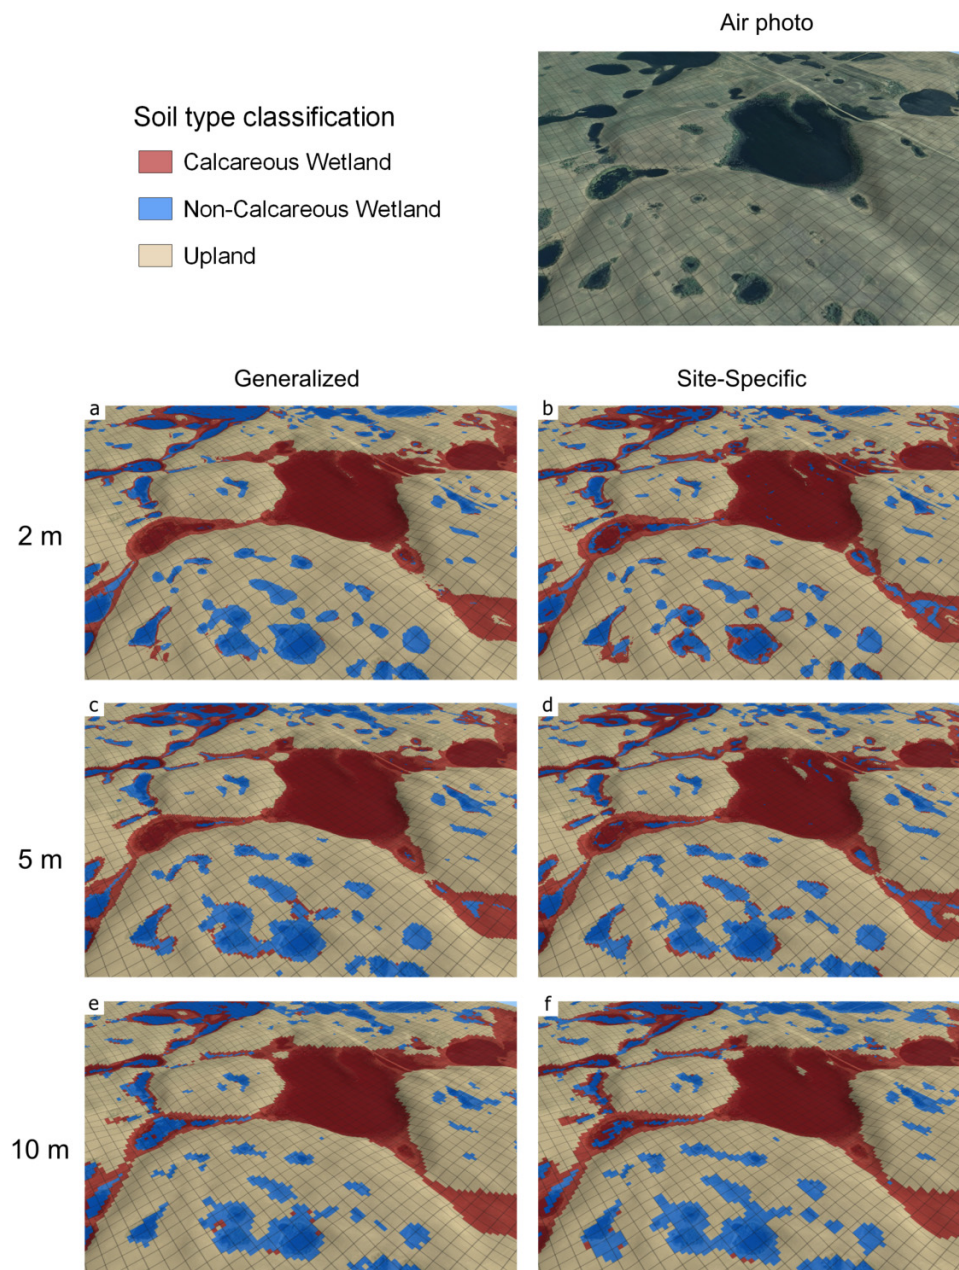 Air photo
Soil type classification
Calcareous Wetland
Non-Calcareous Wetland
Upland
Generalized
Site-Specific
a
b
2 m
c
d
5 m
e
f
10 m